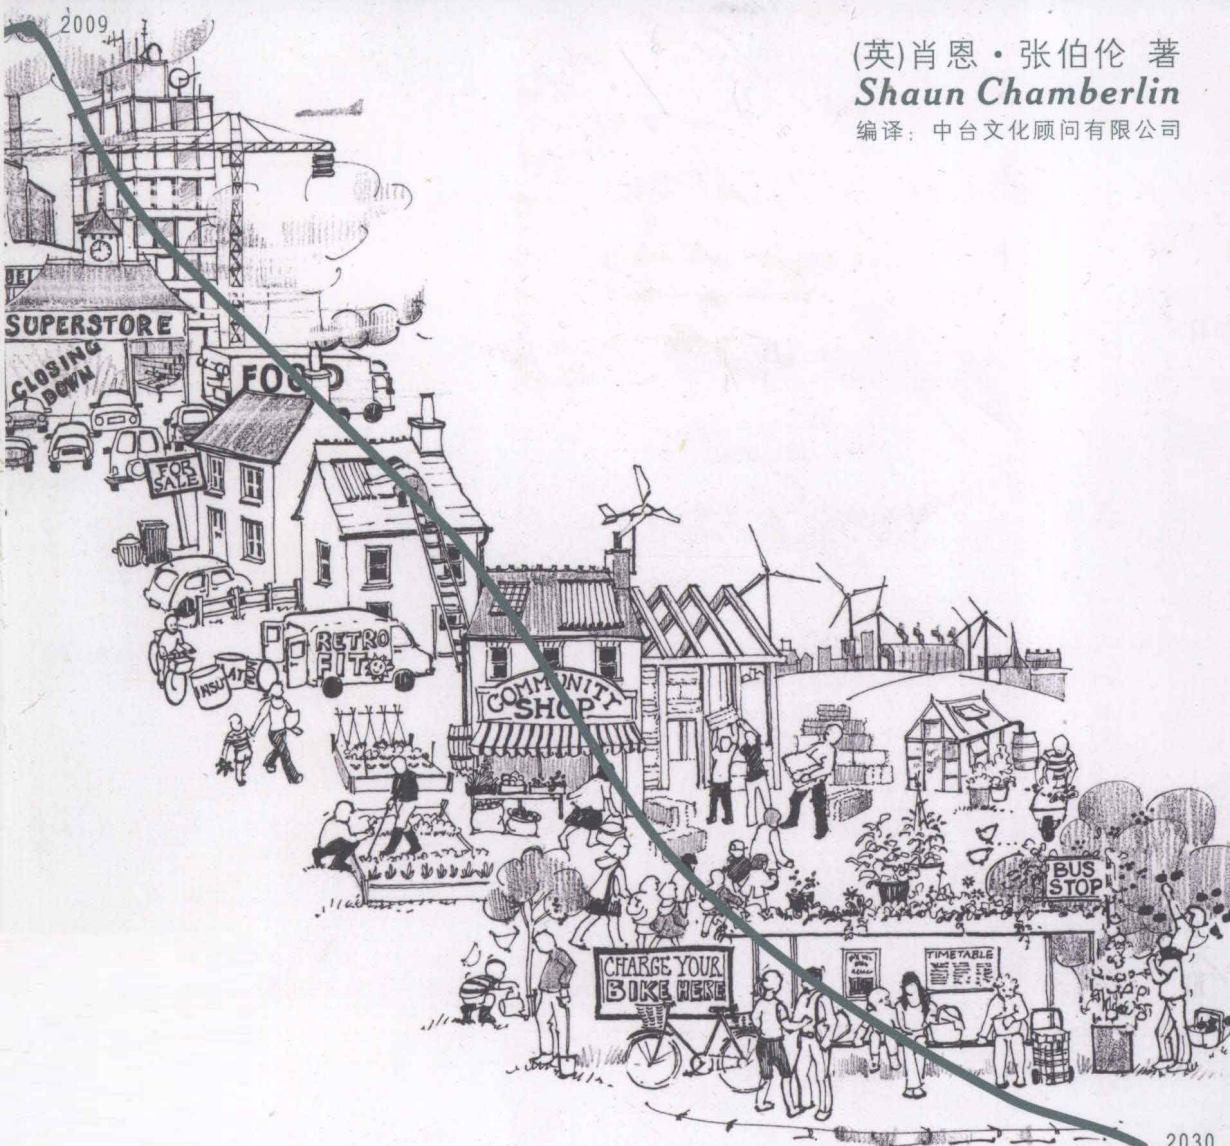 2009
(英)肖恩·张伯伦 著
Shaun Chamberlin
编译：中台文化顾问有限公司
SUPERSTORE
CLOSING
DOWN
FOOD
FOR
SALE
RETRO
FIT
COMMUNITY
SHOP
BUS
STOP
CHARGE YOUR
BIKE HERE
TIMETABLE
2030